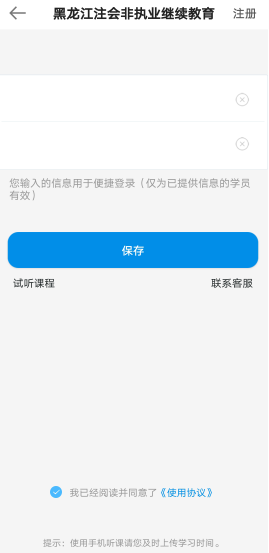 黑龙江注会非执业继续教育 注册
您输入的信息用于便捷登录（仅为已提供信息的学员
有效）
保存
试听课程 联系客服
我已经阅读并同意了《使用协议》
提示：使用手机听课请您及时上传学习时间。